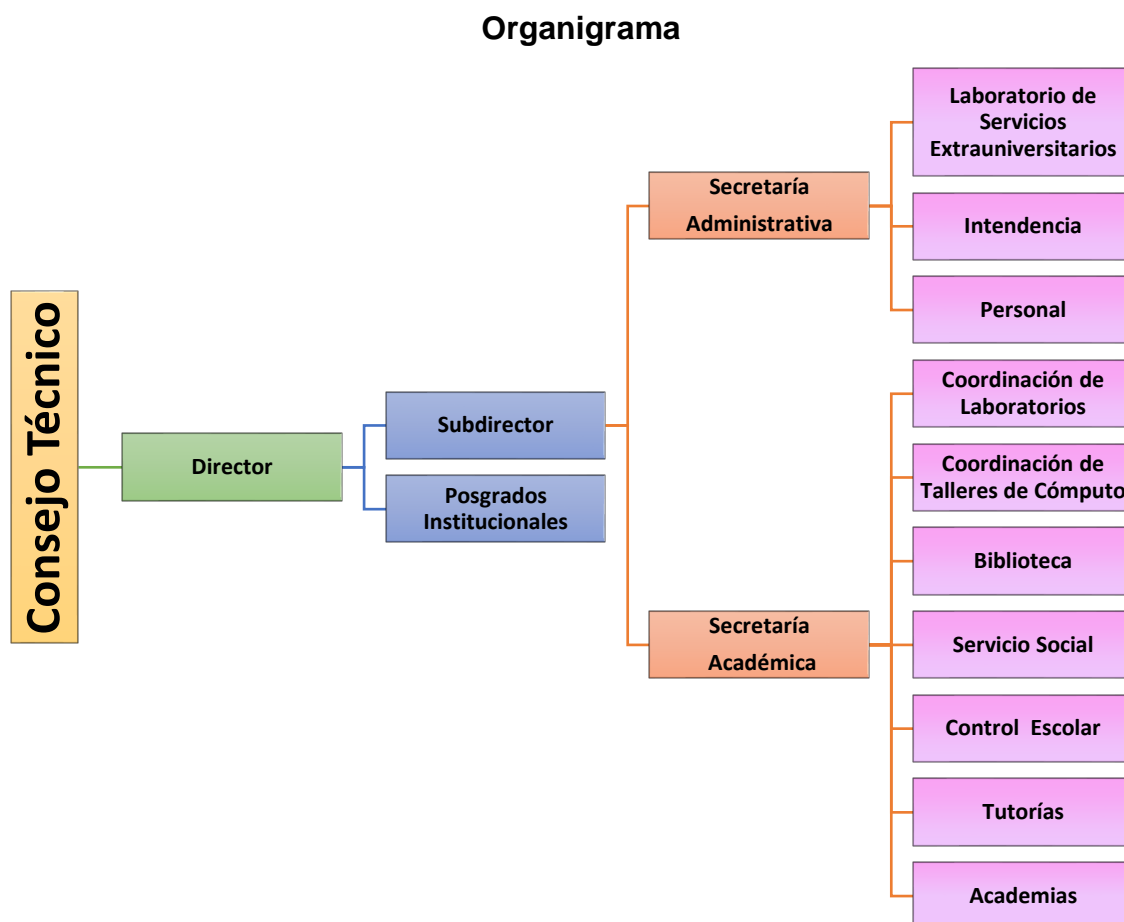 Organigrama
Consejo Técnico
Director
Subdirector
Posgrados
Institucionales
Secretaría
Administrativa
Laboratorio de
Servicios
Extrauniversitarios
Intendencia
Personal
Secretaría
Académica
Coordinación de
Laboratorios
Coordinación de
Talleres de Cómputo
Biblioteca
Servicio Social
Control Escolar
Tutorías
Academias